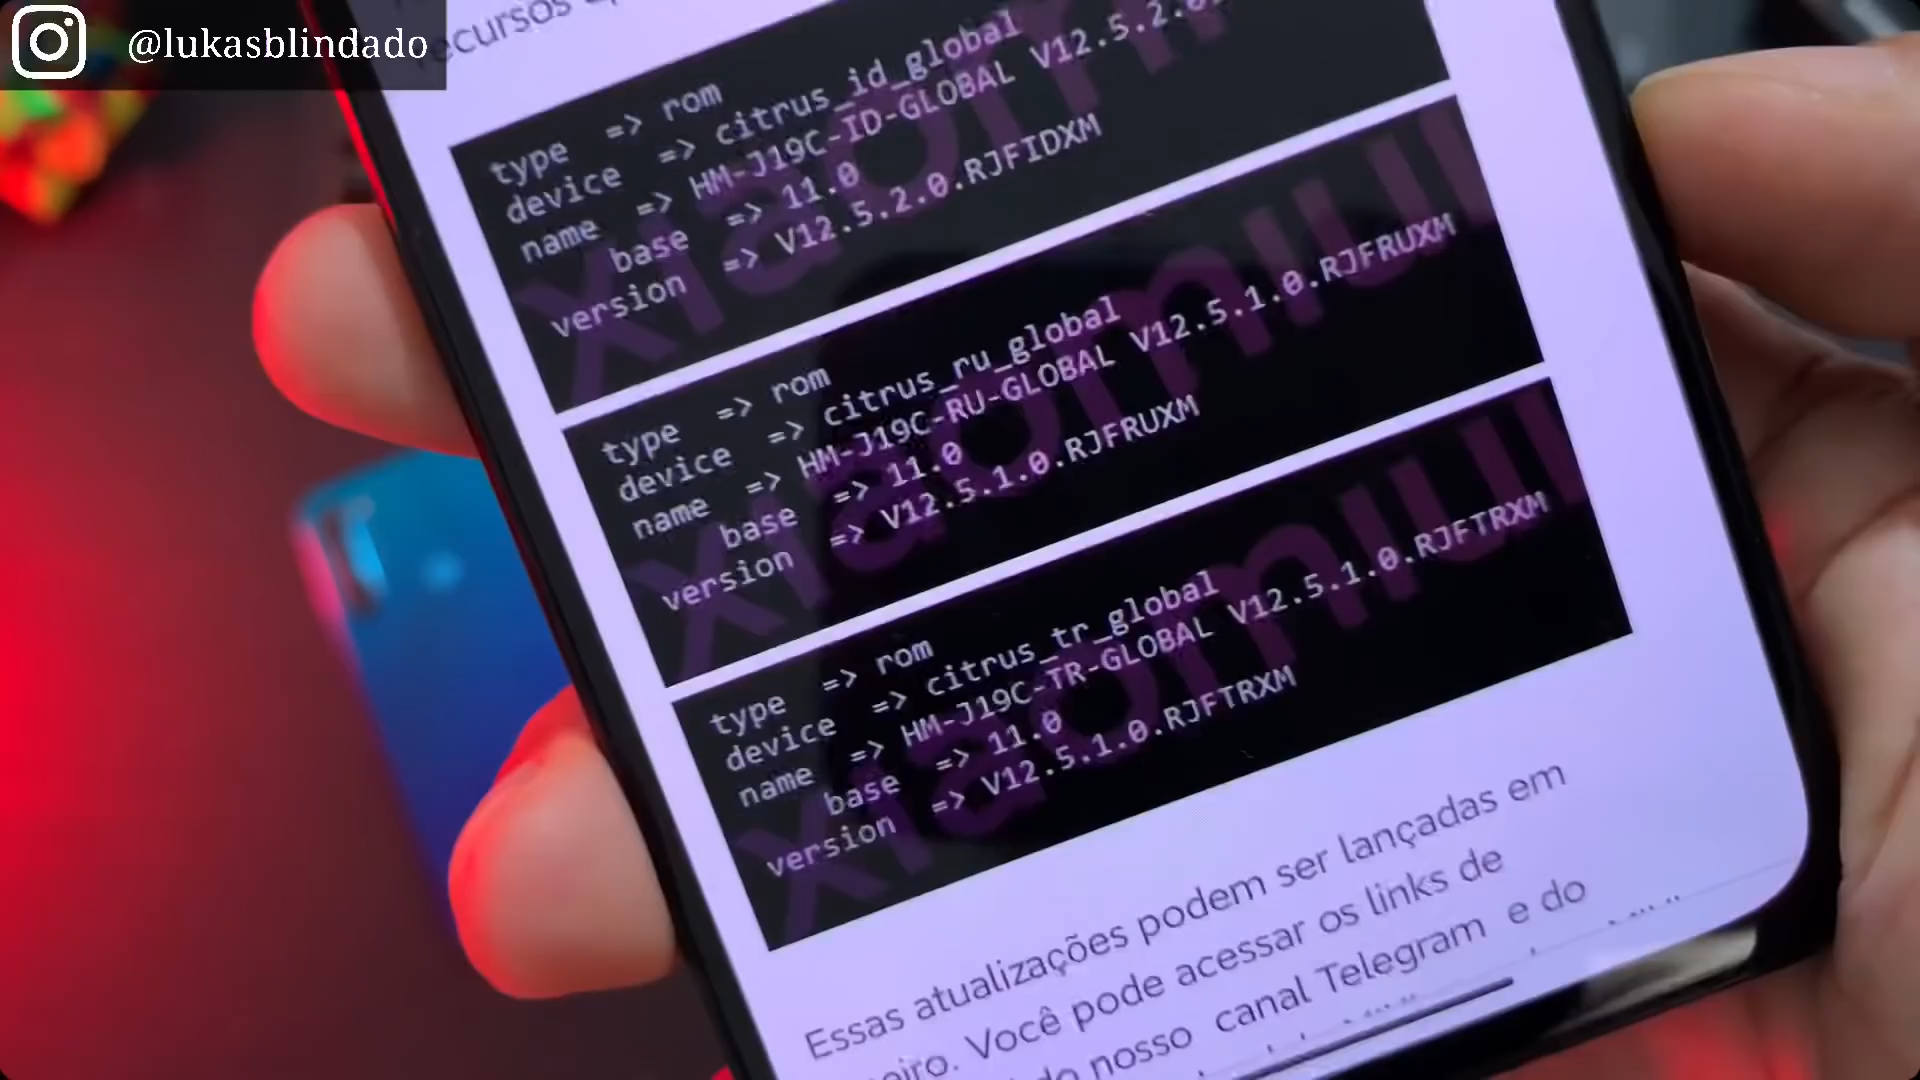 @lukasblindado
recursos
type => rom
device => citrus_id_global
name => HM-J19C-ID-GLOBAL V12.5.2.0.
base => 11.0
version => V12.5.2.0.RJFIDXM
xiaomiui
type => rom
device => citrus_ru_global
name => HM-J19C-RU-GLOBAL V12.5.1.0.RJFRUXM
base => 11.0
version => V12.5.1.0.RJFRUXM
xiaomiui
type => rom
device => citrus_tr_global
name => HM-J19C-TR-GLOBAL V12.5.1.0.RJFTRXM
base => 11.0
version => V12.5.1.0.RJFTRXM
xiaomiui
Essas atualizações podem ser lançadas em
Você pode acessar os links de
do nosso canal Telegram e do